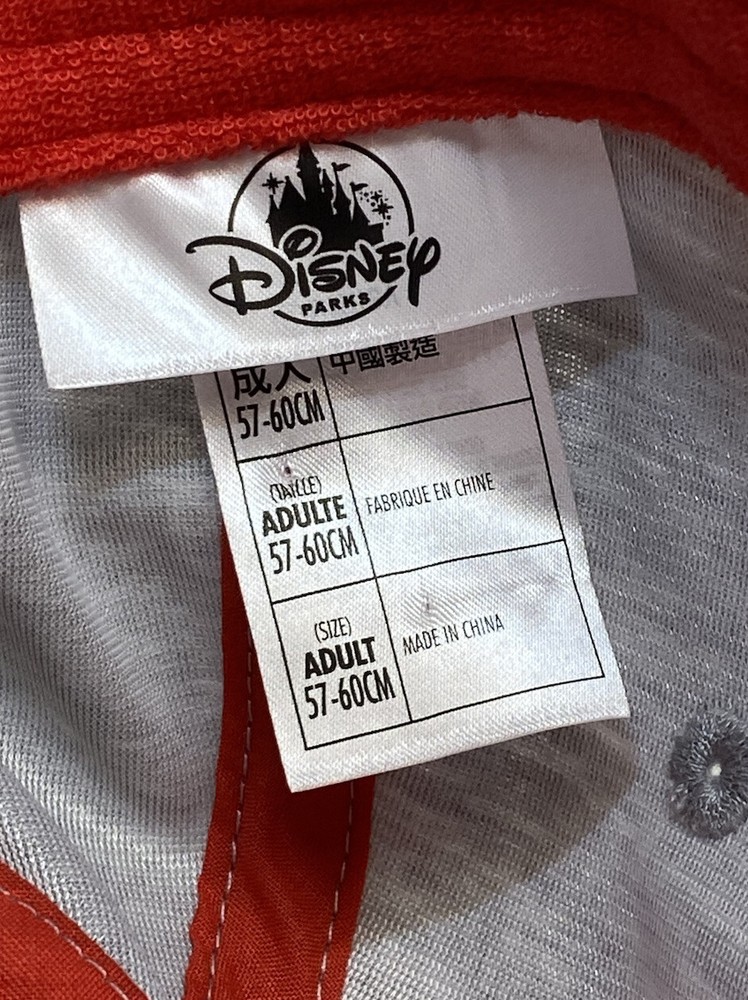 DISNEY
PARKS
成人
57-60CM
中國製造
(TAILLE)
ADULTE
57-60CM
FABRIQUE EN CHINE
(SIZE)
ADULT
57-60CM
MADE IN CHINA